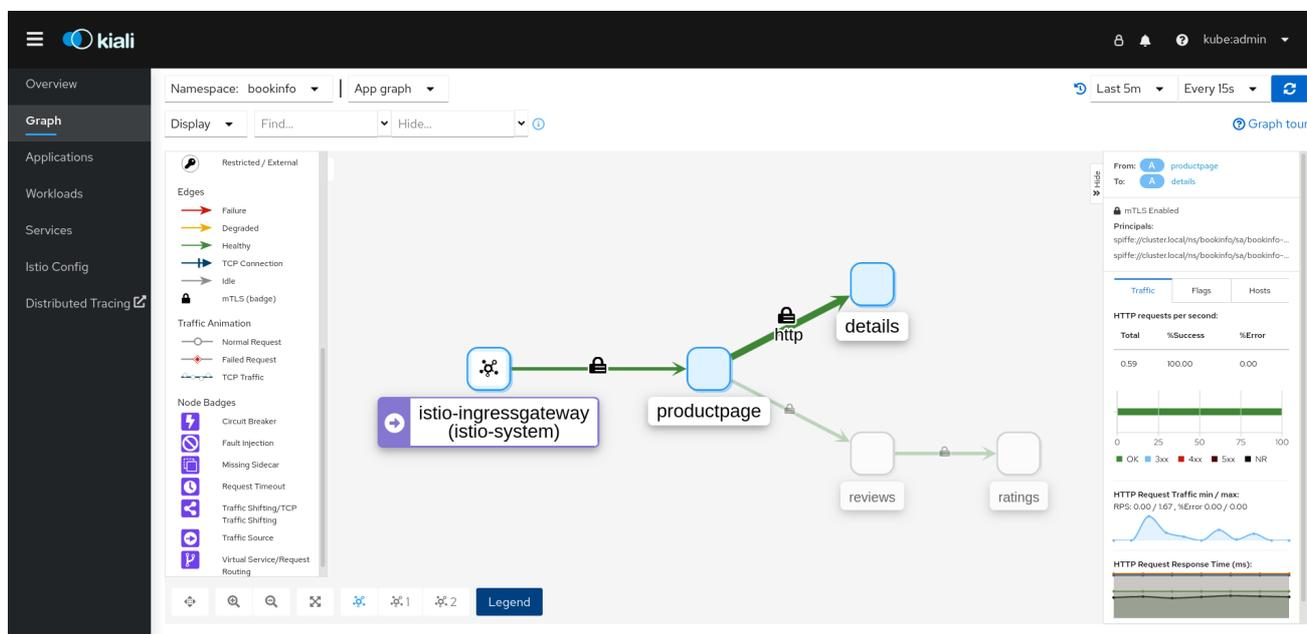 kiali
kube:admin
Overview
Graph
Applications
Workloads
Services
Istio Config
Distributed Tracing
Namespace: bookinfo
App graph
Last 5m
Every 15s
Display
Find...
Hide...
Graph tour
Restricted / External
Edges
Failure
Degraded
Healthy
TCP Connection
Idle
mTLS (badge)
Traffic Animation
Normal Request
Failed Request
TCP Traffic
Node Badges
Circuit Breaker
Fault Injection
Missing Sidecar
Request Timeout
Traffic Shifting/TCP
Traffic Shifting
Traffic Source
Virtual Service/Request
Routing
1
2
Legend
istio-ingressgateway
(istio-system)
productpage
http
details
reviews
ratings
Hide
From: A productpage
To: A details
mTLS Enabled
Principals:
spiffe://cluster.local/ns/bookinfo/sa/bookinfo-...
spiffe://cluster.local/ns/bookinfo/sa/bookinfo-...
Traffic Flags Hosts
HTTP requests per second:
Total %Success %Error
0.59 100.00 0.00
0 25 50 75 100
OK 3xx 4xx 5xx NR
HTTP Request Traffic min / max:
RPS: 0.00 / 1.67 , %Error 0.00 / 0.00
HTTP Request Response Time (ms):